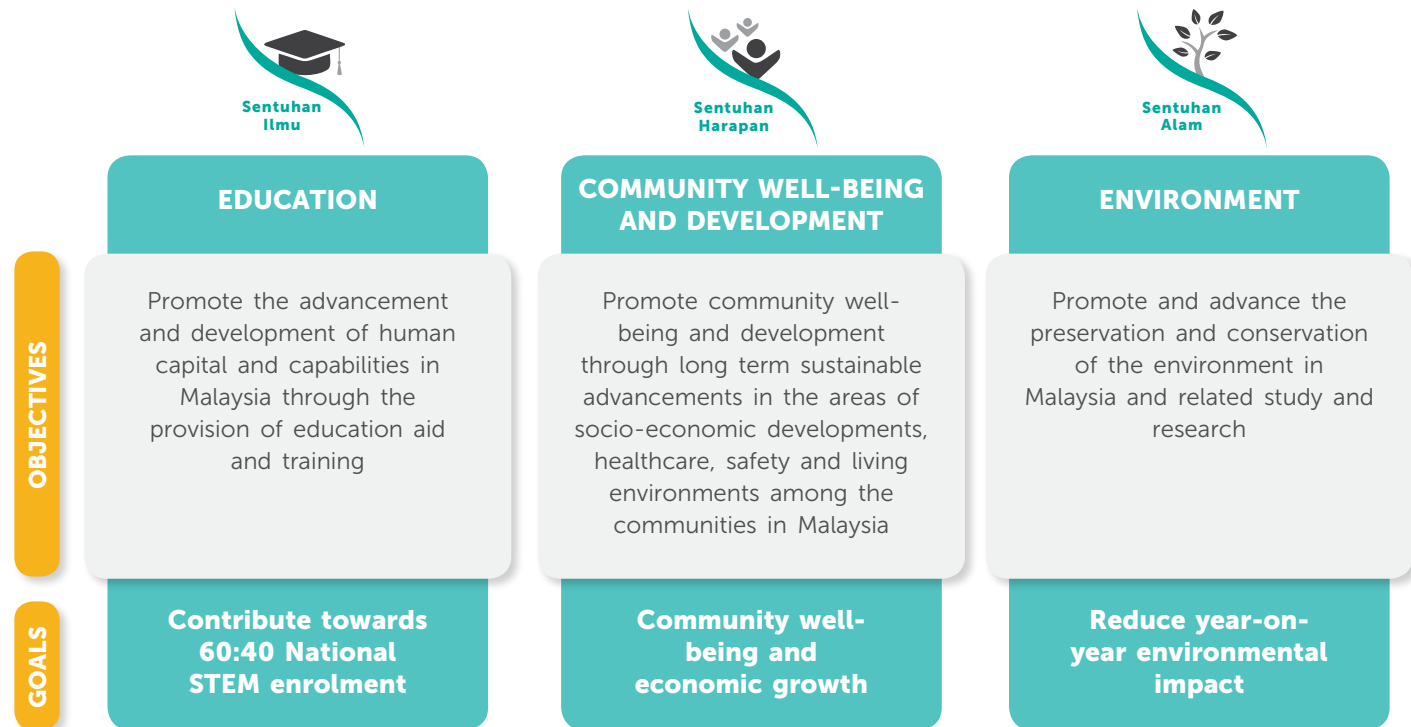 Sentuhan
Ilmu
EDUCATION
Sentuhan
Harapan
COMMUNITY WELL-BEING
AND DEVELOPMENT
Sentuhan
Alam
ENVIRONMENT
OBJECTIVES
Promote the advancement
and development of human
capital and capabilities in
Malaysia through the
provision of education aid
and training
Promote community well-
being and development
through long term sustainable
advancements in the areas of
socio-economic developments,
healthcare, safety and living
environments among the
communities in Malaysia
Promote and advance the
preservation and conservation
of the environment in
Malaysia and related study and
research
GOALS
Contribute towards
60:40 National
STEM enrolment
Community well-
being and
economic growth
Reduce year-on-
year environmental
impact